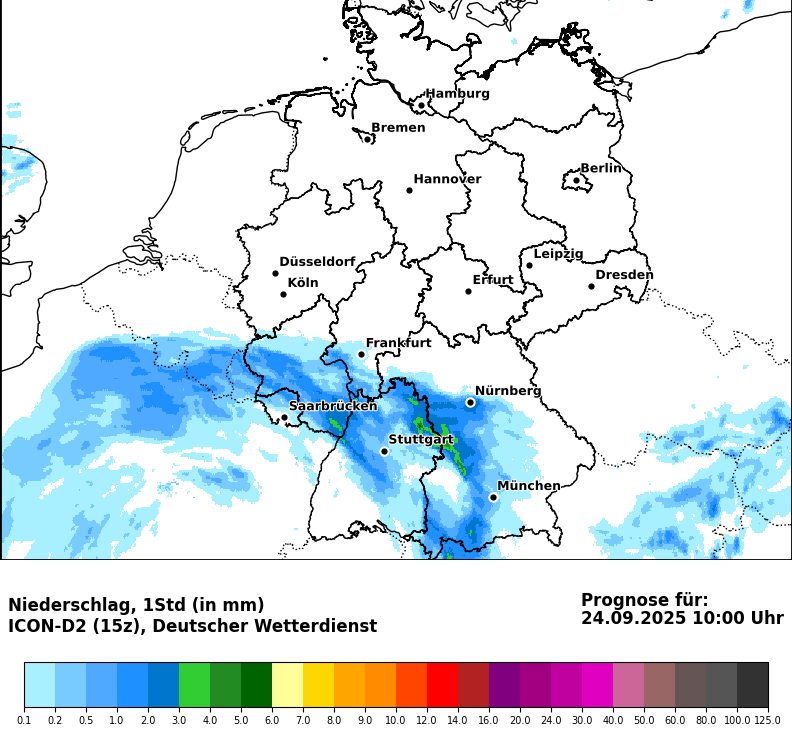 Hamburg
Bremen
Berlin
Hannover
Leipzig
Düsseldorf
Dresden
Köln
Erfurt
Frankfurt
Nürnberg
Saarbrücken
Stuttgart
München
Niederschlag, 1Std (in mm)
ICON-D2 (15z), Deutscher Wetterdienst
Prognose für:
24.09.2025 10:00 Uhr
0.1 0.2 0.5 1.0 2.0 3.0 4.0 5.0 6.0 7.0 8.0 9.0 10.0 12.0 14.0 16.0 20.0 24.0 30.0 40.0 50.0 60.0 80.0 100.0 125.0